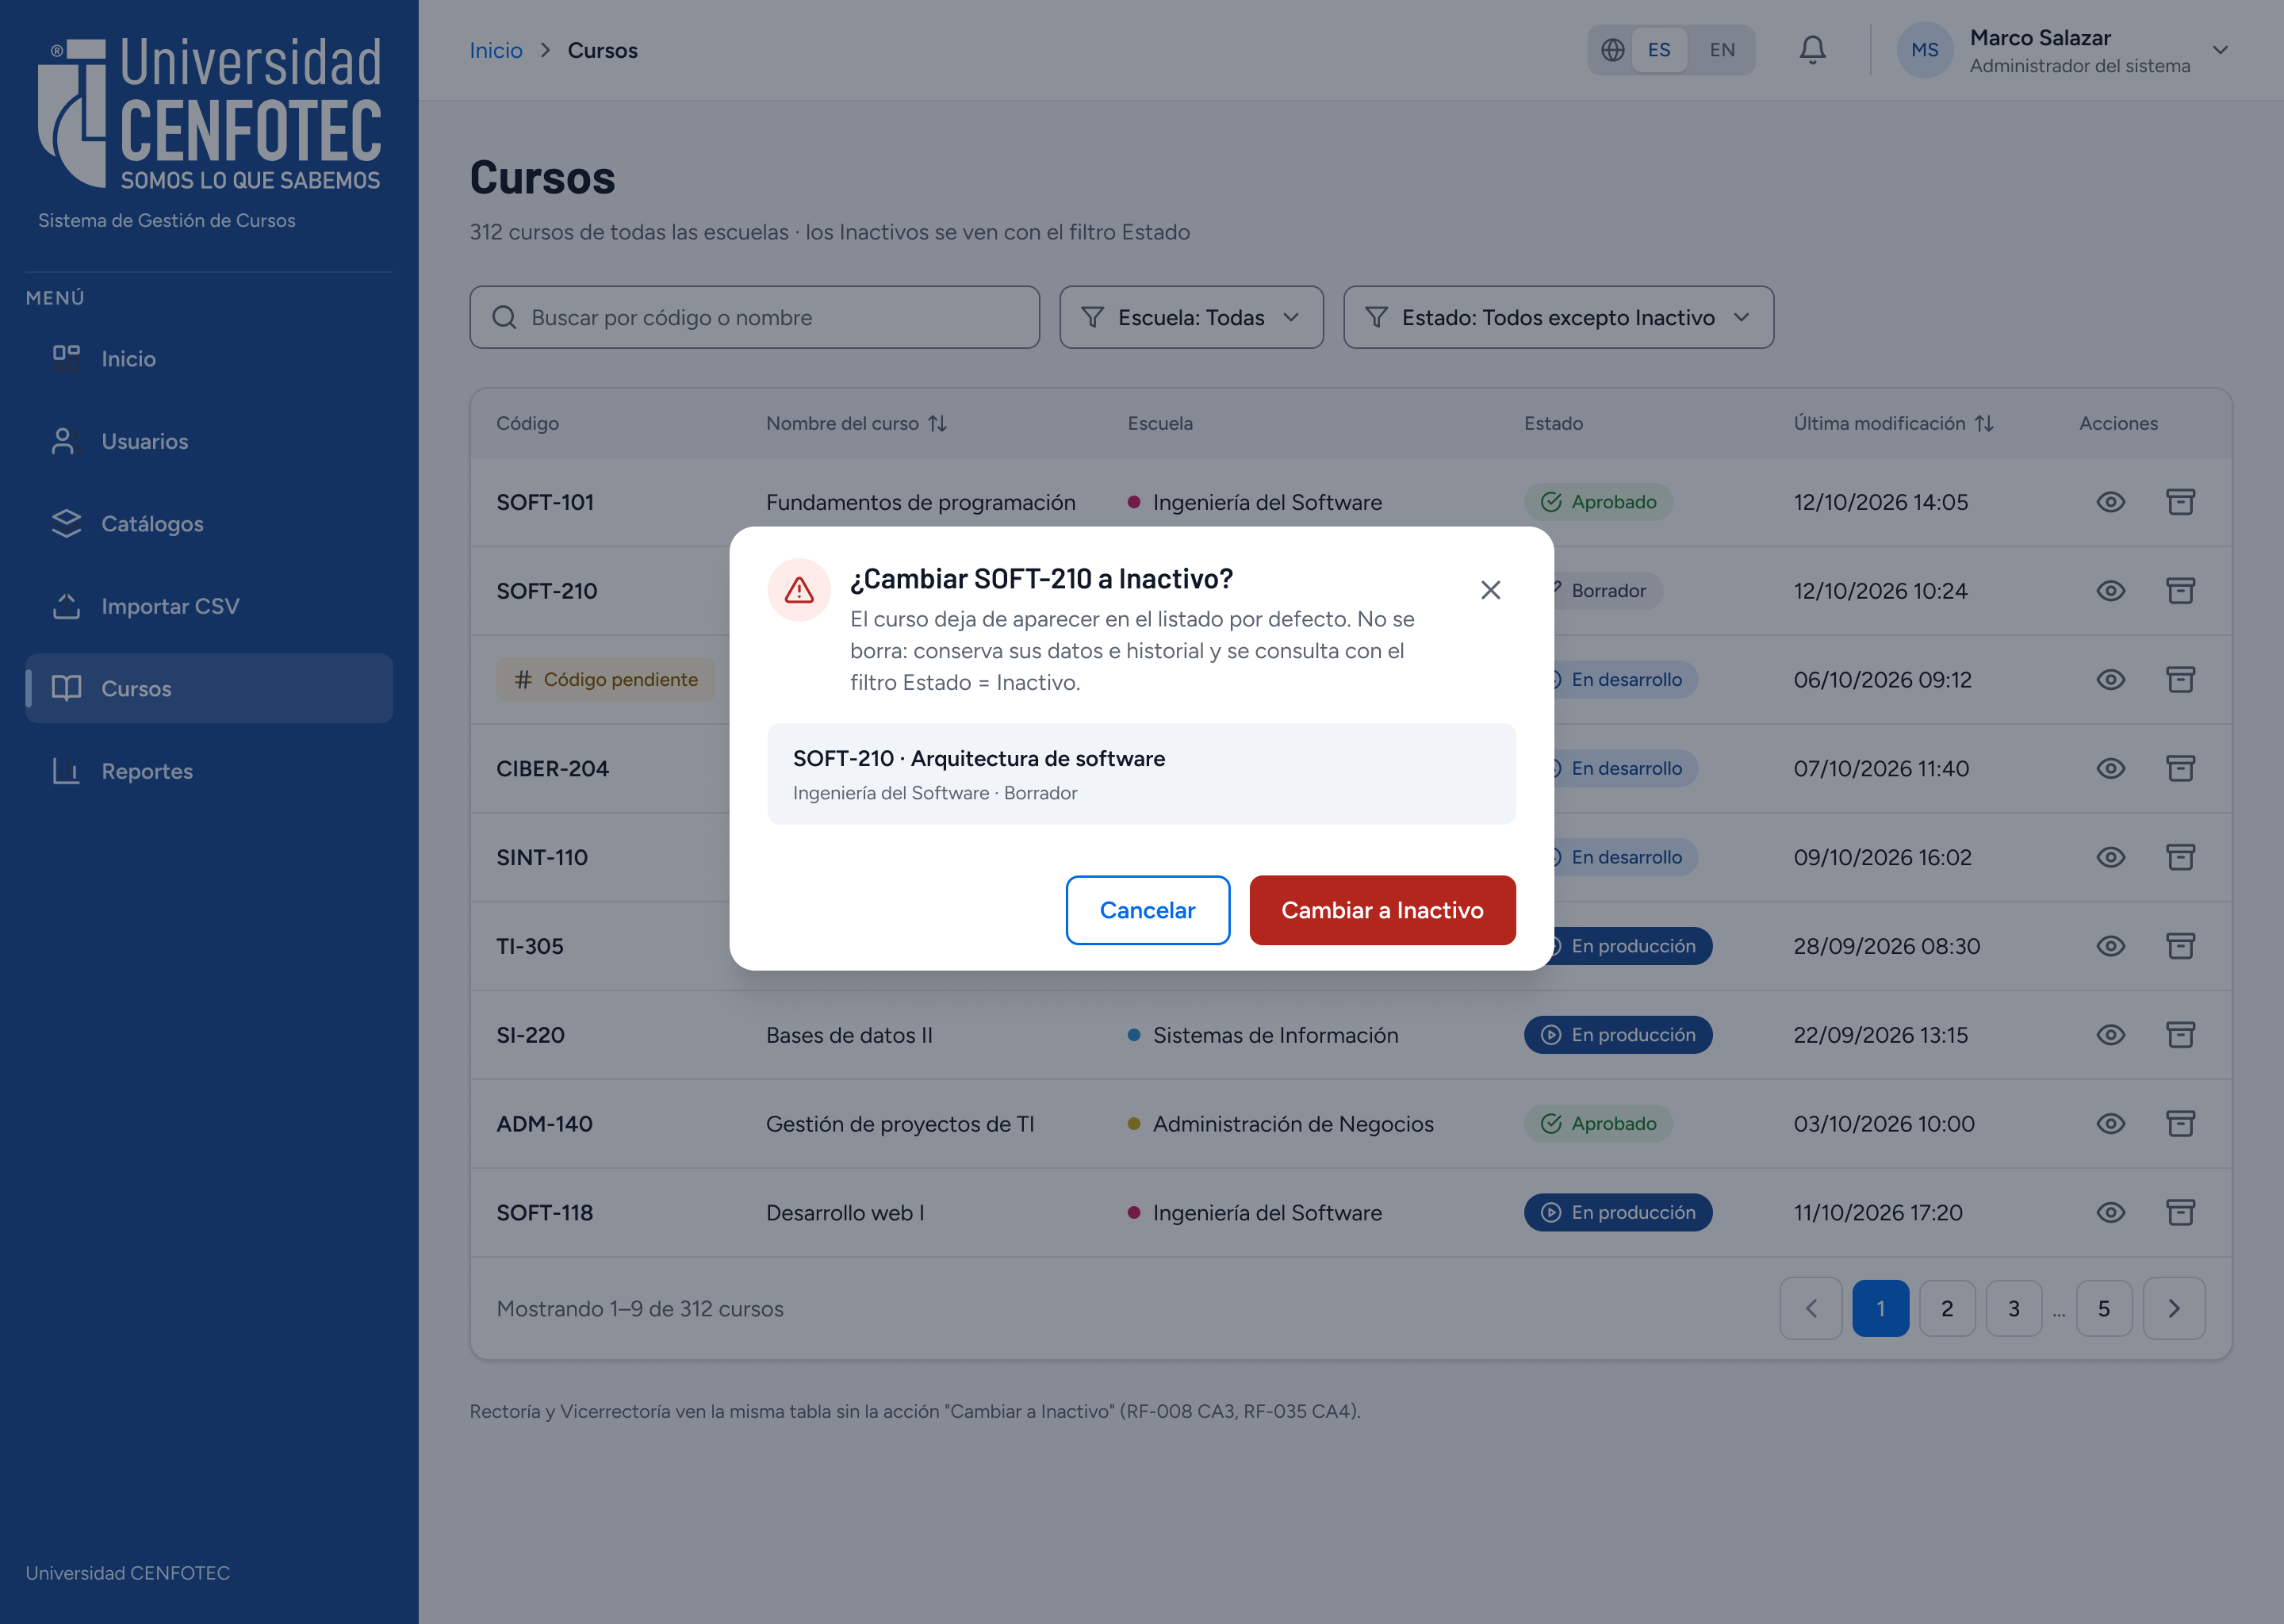 ®
Universidad
CENFOTEC
SOMOS LO QUE SABEMOS
Sistema de Gestión de Cursos
MENÚ
Inicio
Usuarios
Catálogos
Importar CSV
Cursos
Reportes
Universidad CENFOTEC
Inicio > Cursos
ES EN
MS
Marco Salazar
Administrador del sistema
Cursos
312 cursos de todas las escuelas · los Inactivos se ven con el filtro Estado
Buscar por código o nombre
Escuela: Todas
Estado: Todos excepto Inactivo
Código Nombre del curso Escuela Estado Última modificación Acciones
SOFT-101 Fundamentos de programación Ingeniería del Software Aprobado 12/10/2026 14:05
SOFT-210 Borrador 12/10/2026 10:24
# Código pendiente En desarrollo 06/10/2026 09:12
CIBER-204 En desarrollo 07/10/2026 11:40
SINT-110 En desarrollo 09/10/2026 16:02
TI-305 En producción 28/09/2026 08:30
SI-220 Bases de datos II Sistemas de Información En producción 22/09/2026 13:15
ADM-140 Gestión de proyectos de TI Administración de Negocios Aprobado 03/10/2026 10:00
SOFT-118 Desarrollo web I Ingeniería del Software En producción 11/10/2026 17:20
Mostrando 1–9 de 312 cursos
1 2 3 ... 5
Rectoría y Vicerrectoría ven la misma tabla sin la acción "Cambiar a Inactivo" (RF-008 CA3, RF-035 CA4).
¿Cambiar SOFT-210 a Inactivo?
El curso deja de aparecer en el listado por defecto. No se
borra: conserva sus datos e historial y se consulta con el
filtro Estado = Inactivo.
SOFT-210 · Arquitectura de software
Ingeniería del Software · Borrador
Cancelar
Cambiar a Inactivo